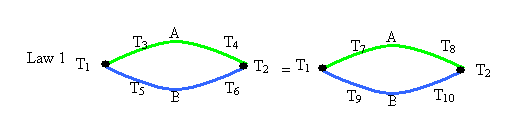 A A
T₃ T₄ T₇ T₈
Law 1 T₁ T₂ = T₁ T₂
T₅ T₆ T₉ T₁₀
B B